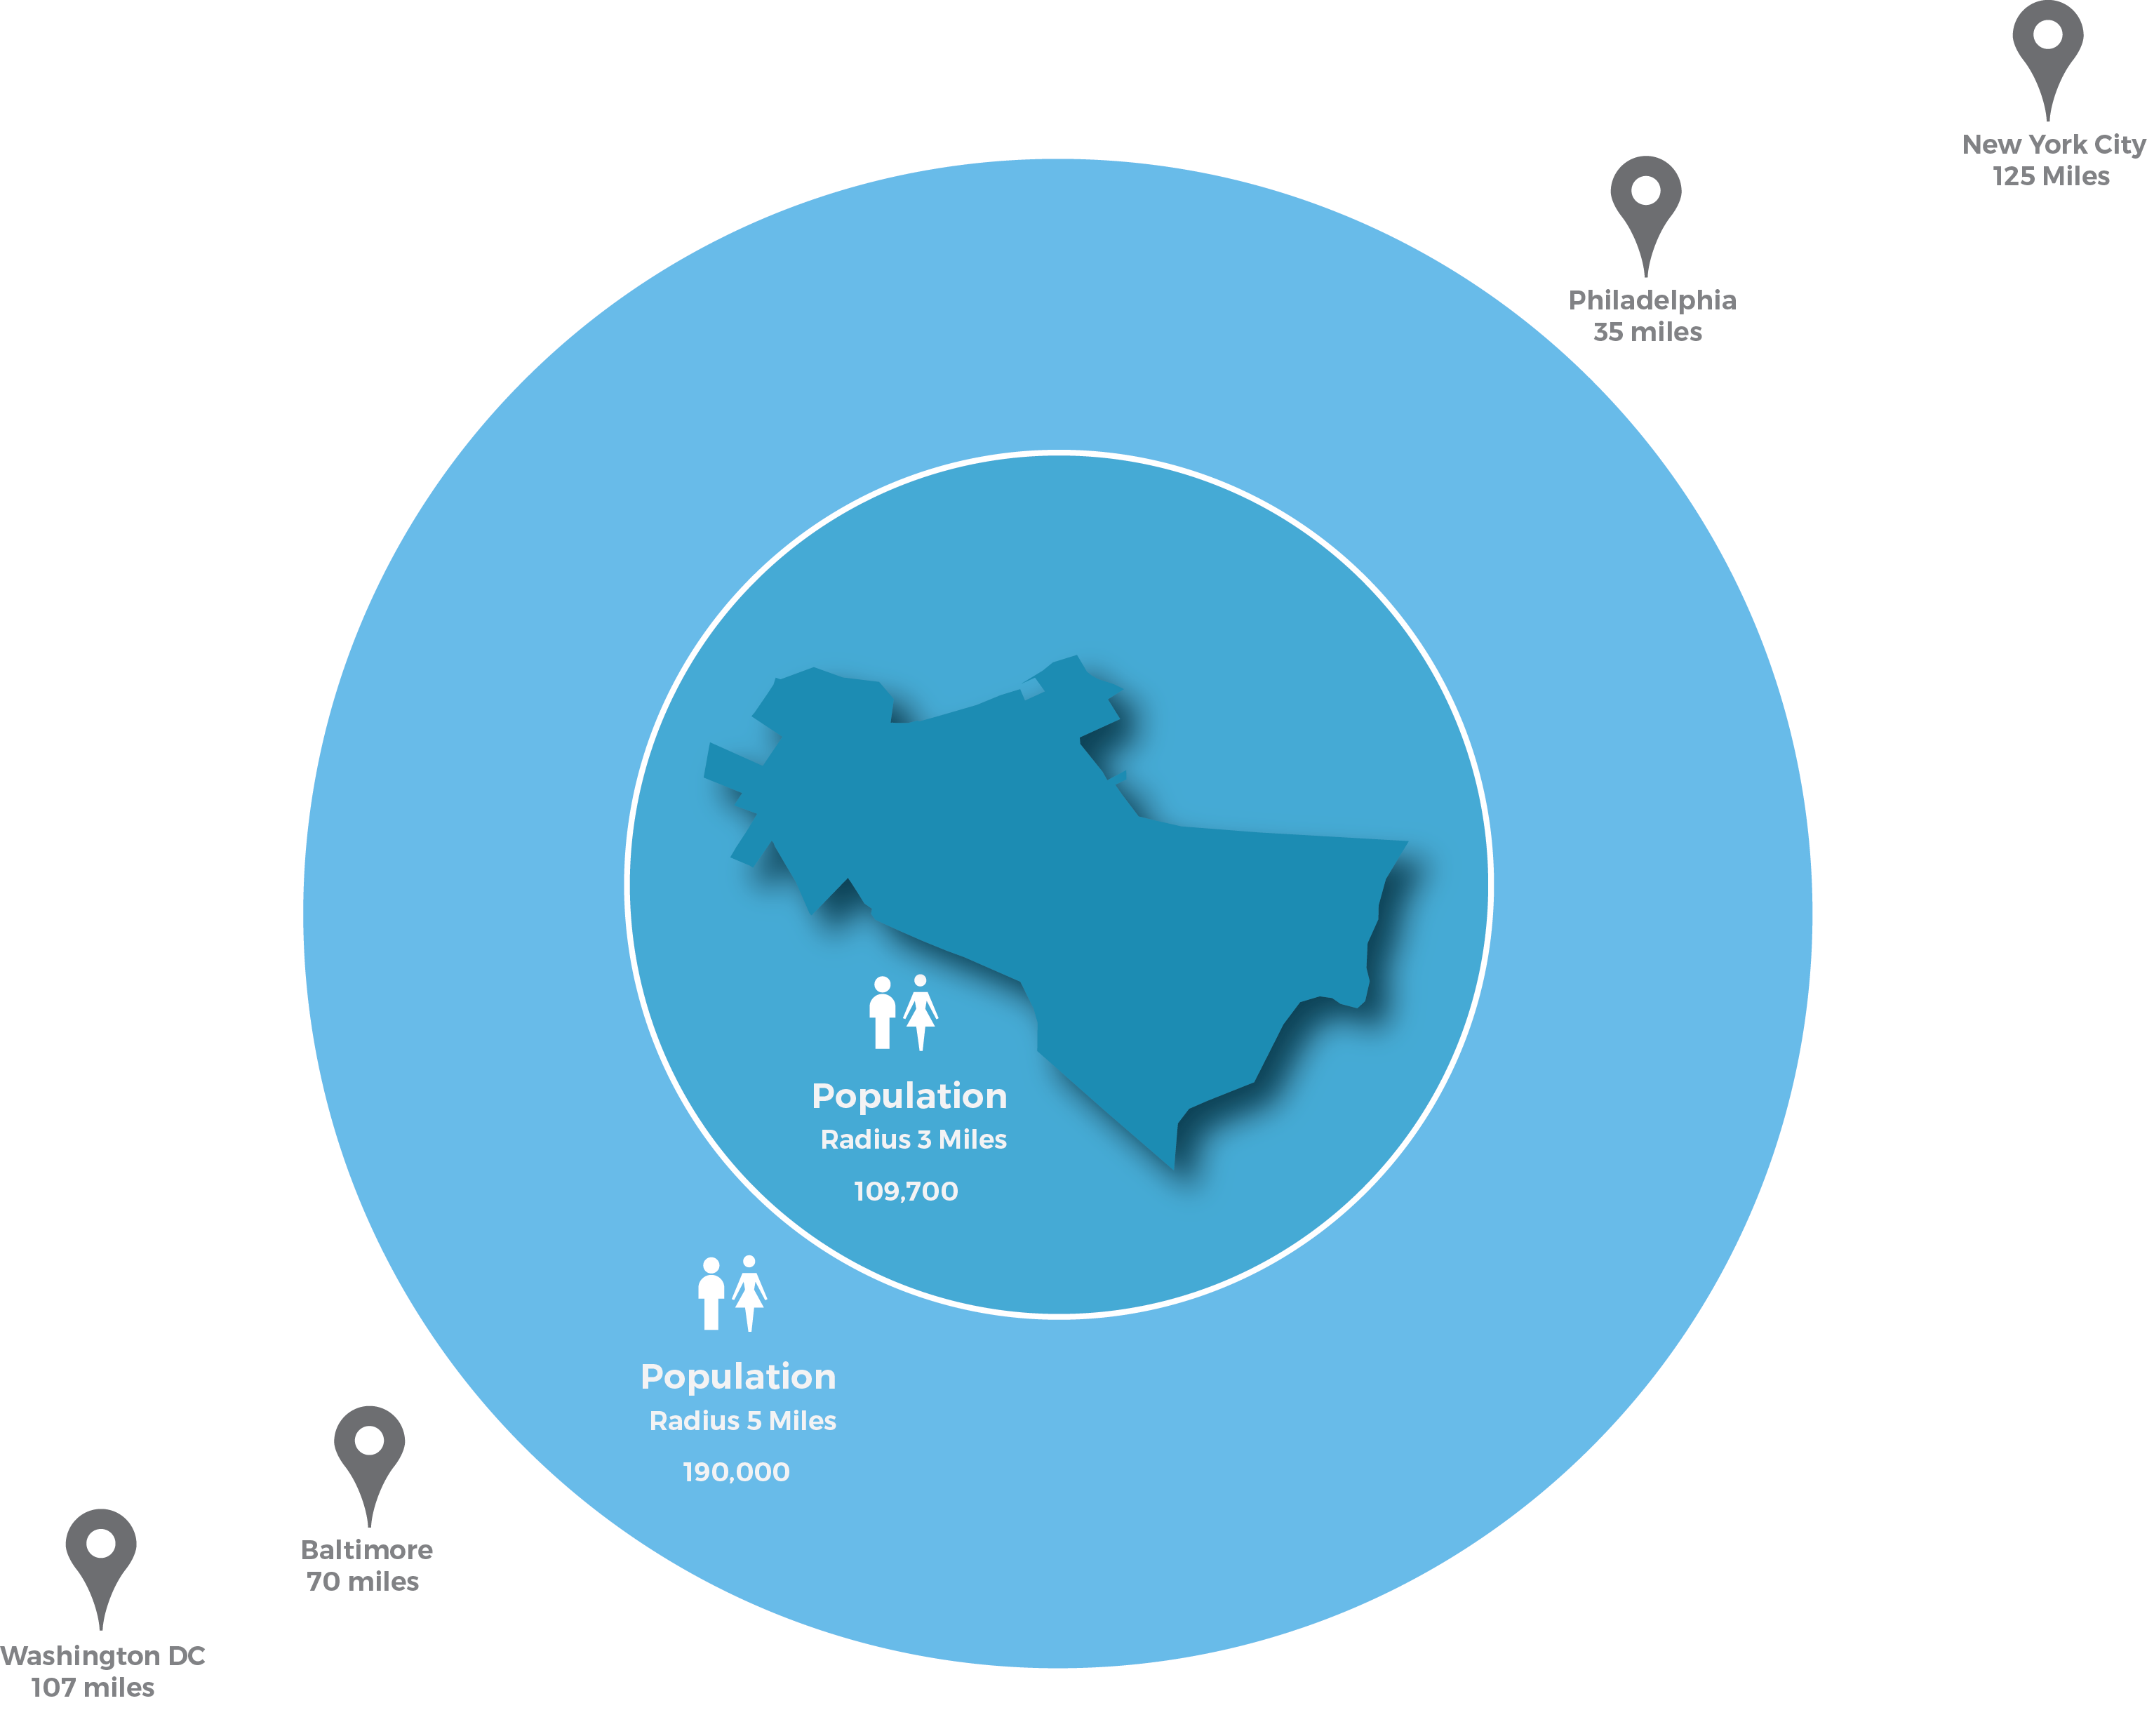 New York City
125 Miles
Philadelphia
35 miles
Population
Radius 3 Miles
109,700
Population
Radius 5 Miles
190,000
Baltimore
70 miles
Washington DC
107 miles